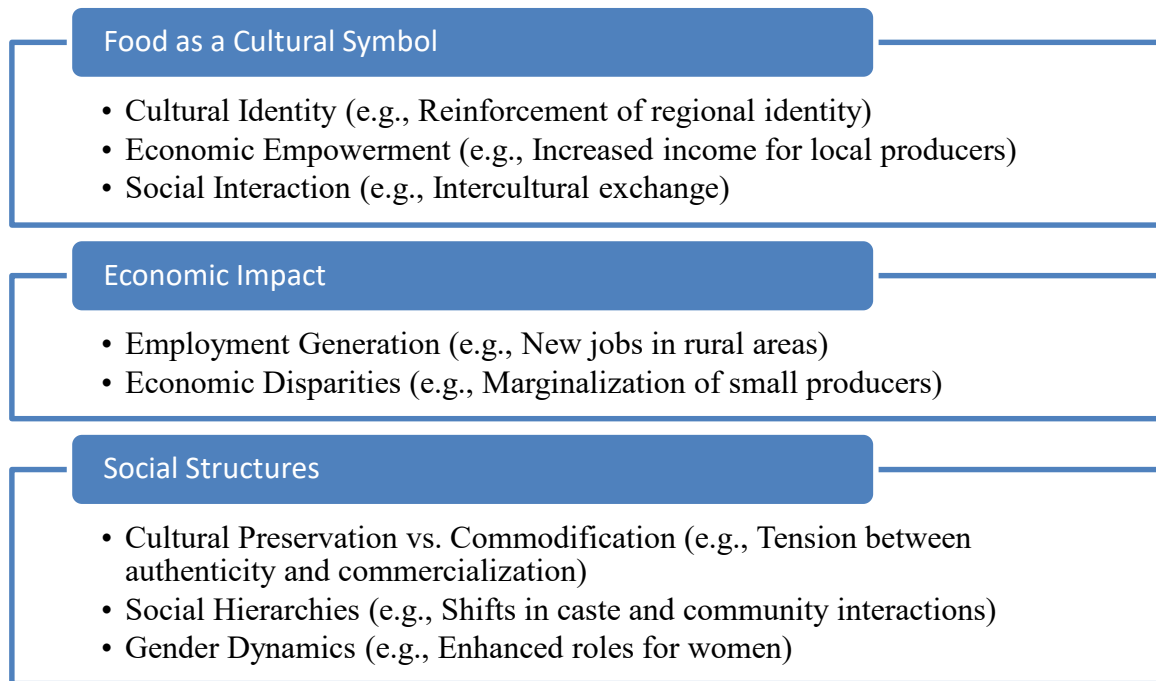 Food as a Cultural Symbol
• Cultural Identity (e.g., Reinforcement of regional identity)
• Economic Empowerment (e.g., Increased income for local producers)
• Social Interaction (e.g., Intercultural exchange)
Economic Impact
• Employment Generation (e.g., New jobs in rural areas)
• Economic Disparities (e.g., Marginalization of small producers)
Social Structures
• Cultural Preservation vs. Commodification (e.g., Tension between
authenticity and commercialization)
• Social Hierarchies (e.g., Shifts in caste and community interactions)
• Gender Dynamics (e.g., Enhanced roles for women)